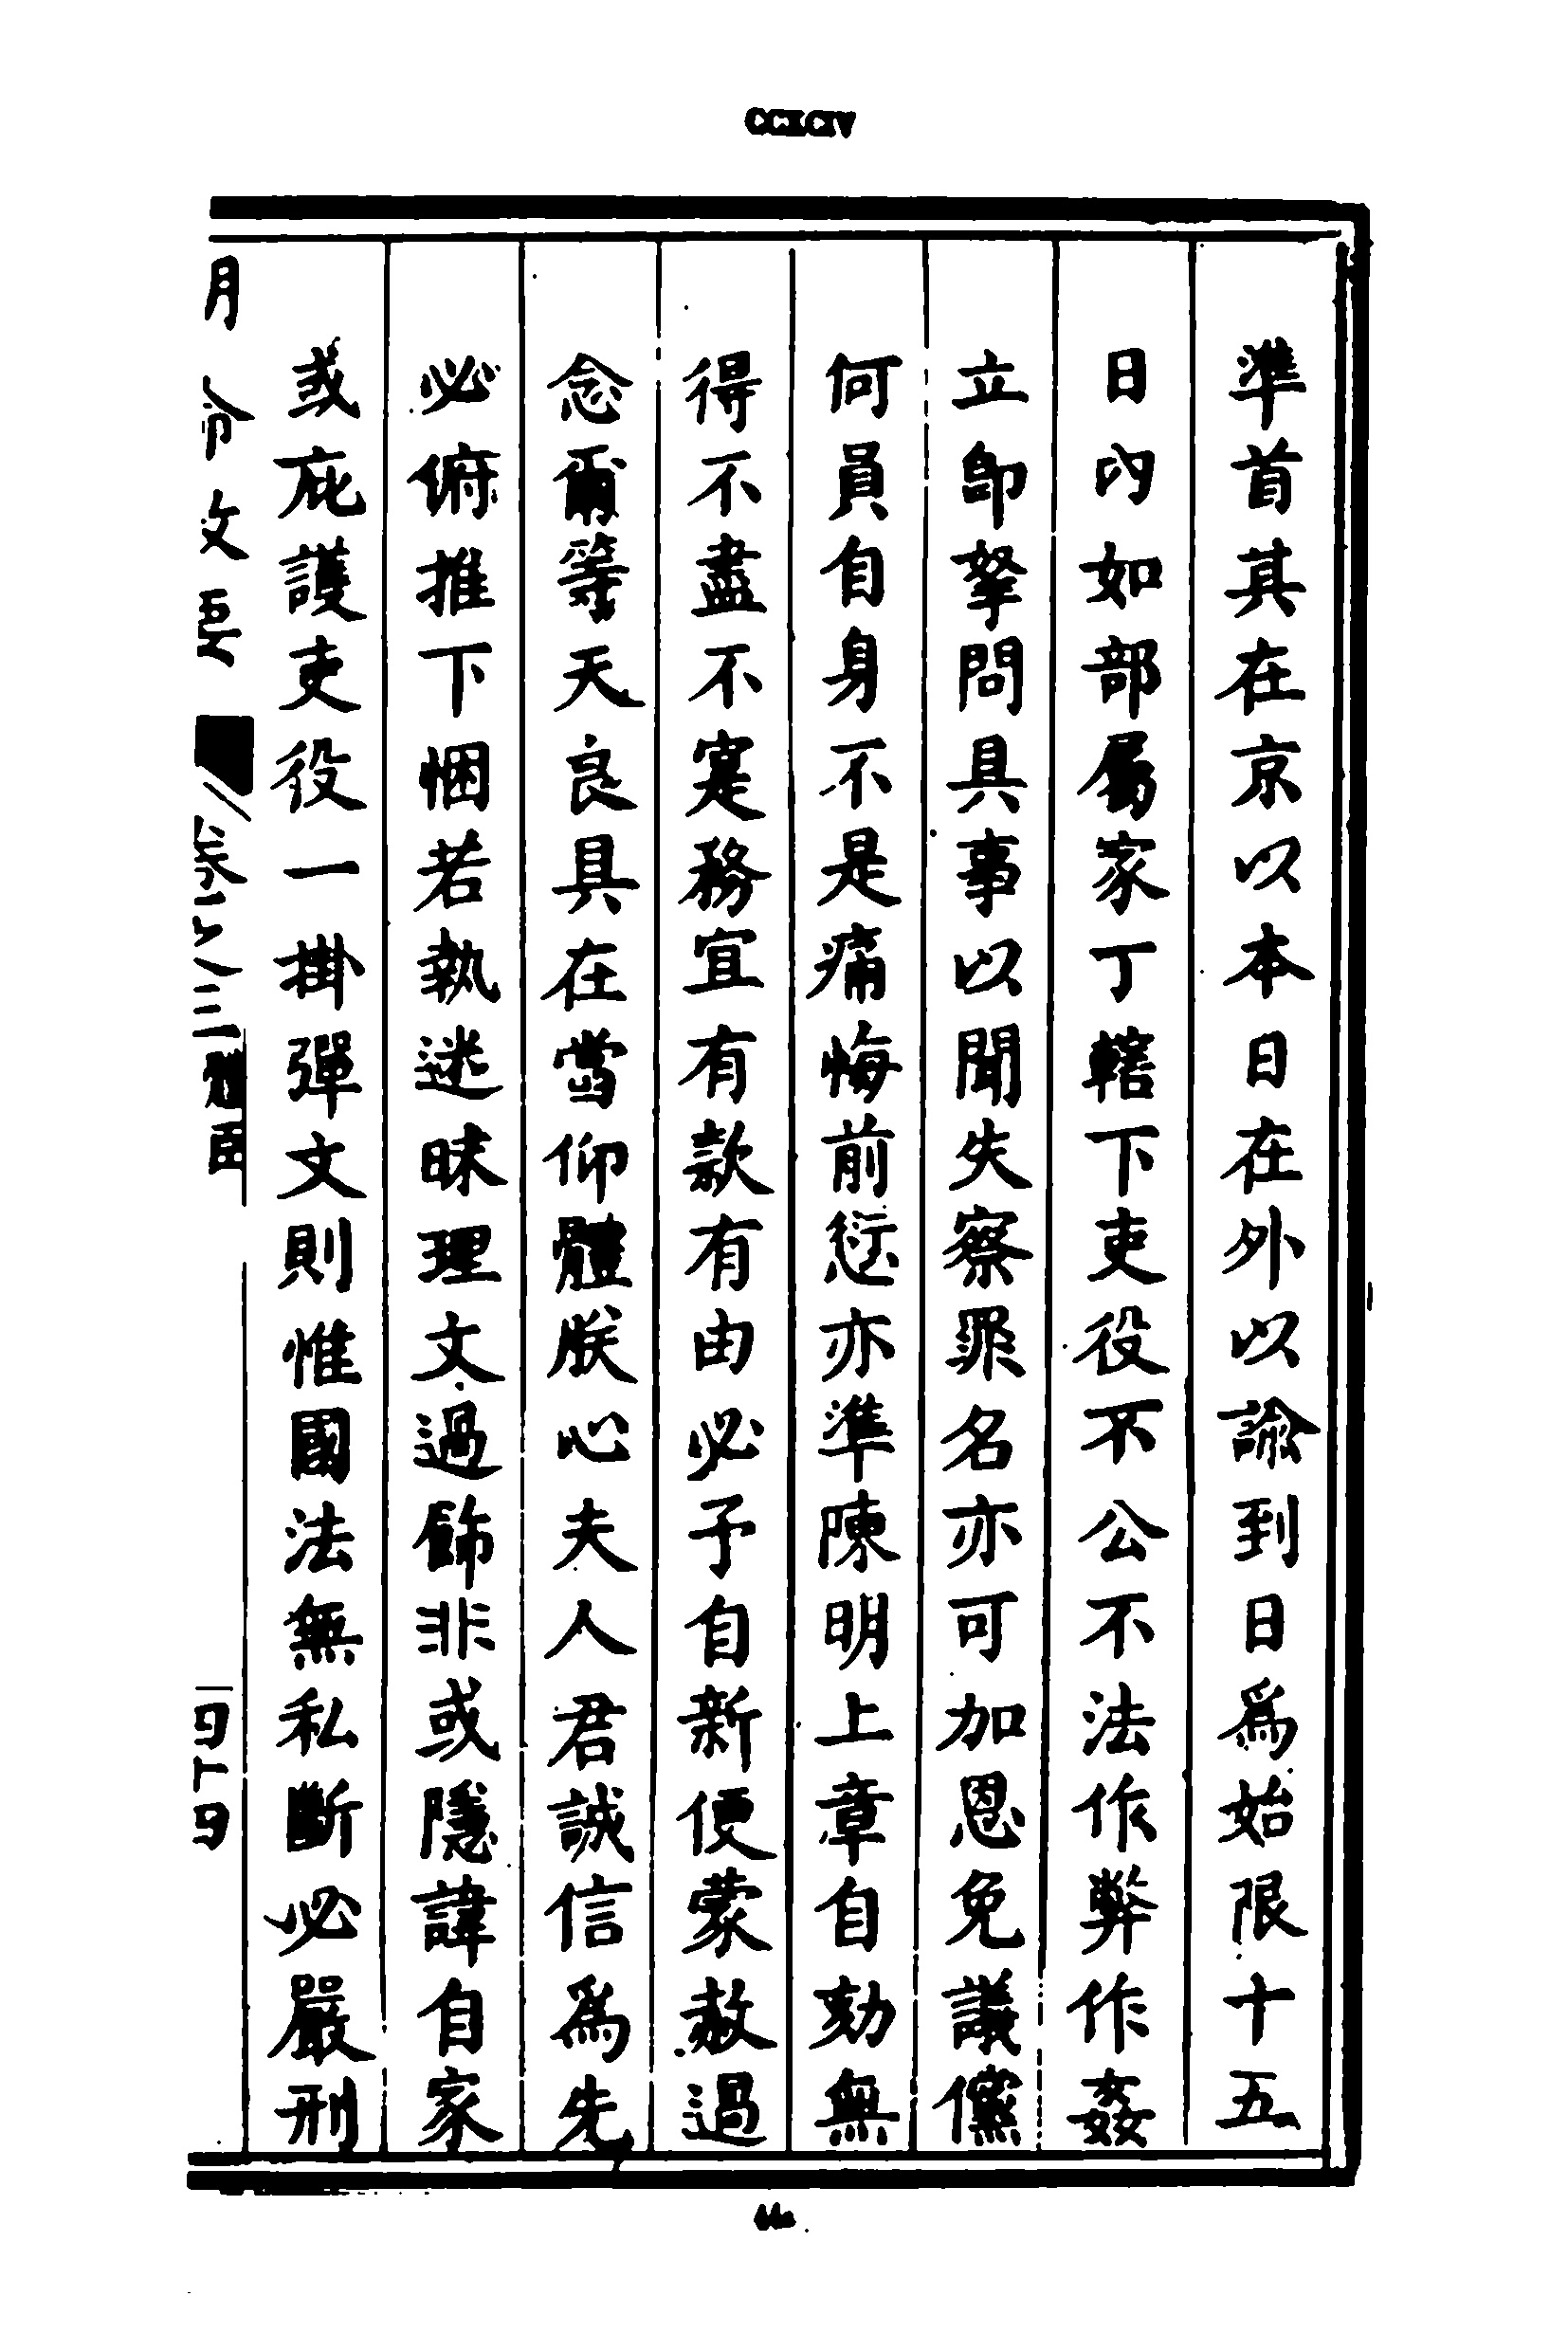 CCXCIV
準首其在京以本日在外以諭到日爲始限十五
日內如部屬家丁轄下吏役不公不法作弊作姦
立卽拏問具事以聞失察罪名亦可加恩免議儻
何員自身不是痛悔前愆亦準陳明上章自劾無
得不盡不寔務宜有款有由必予自新便蒙赦過
念爾等天良具在當仰體朕心夫人君誠信爲先
必俯推下悃若執迷昧理文過飾非或隱諱自家
或庇護吏役一掛彈文則惟國法無私斷必嚴刑
四十四
44a